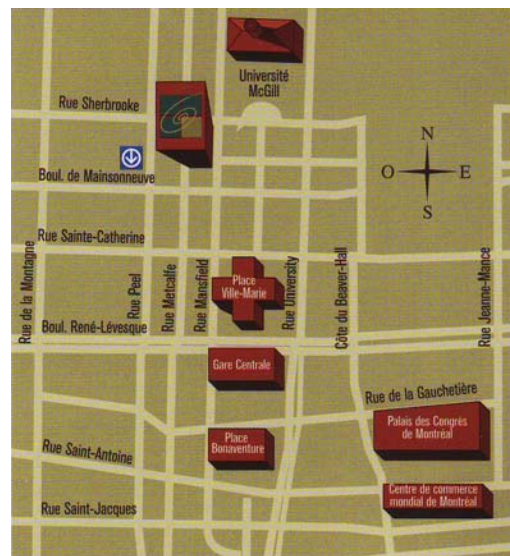 Université
McGill
Rue Sherbrooke
N
O
E
S
Boul. de Mainsonneuve
Rue Sainte-Catherine
Rue de la Montagne
Rue Peel
Rue Metcalfe
Rue Mansfield
Place
Ville-Marie
Rue University
Côte du Beaver-Hall
Rue Jeanne-Mance
Boul. René-Lévesque
Gare Centrale
Rue de la Gauchetière
Palais des Congrès
de Montréal
Place
Bonaventure
Rue Saint-Antoine
Centre de commerce
mondial de Montréal
Rue Saint-Jacques